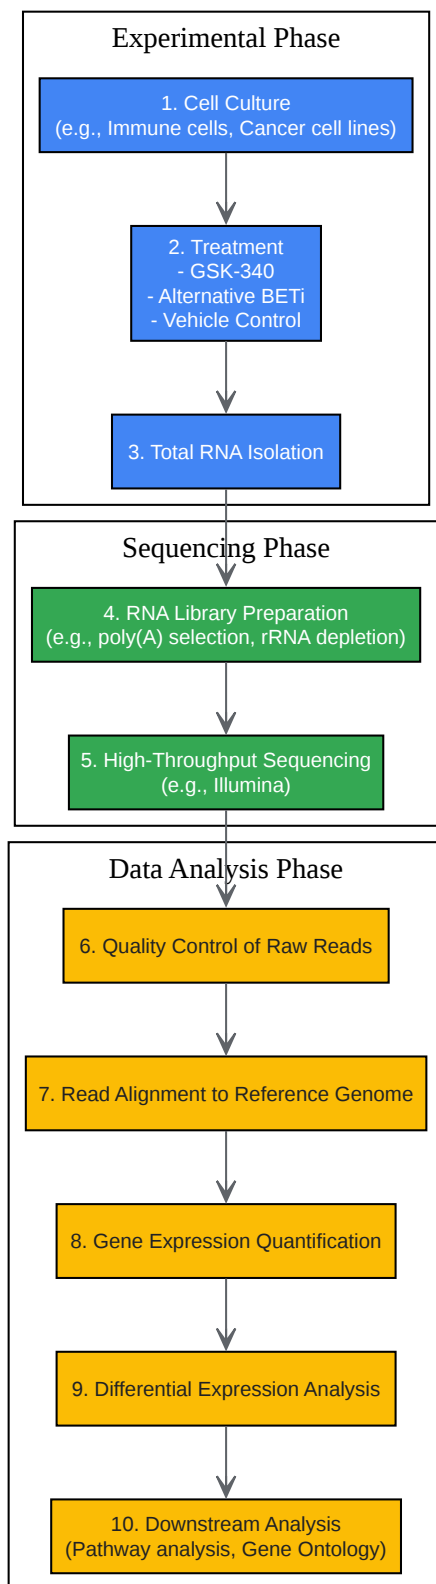 Experimental Phase
1. Cell Culture
(e.g., Immune cells, Cancer cell lines)
2. Treatment
- GSK-340
- Alternative BETi
- Vehicle Control
3. Total RNA Isolation
Sequencing Phase
4. RNA Library Preparation
(e.g., poly(A) selection, rRNA depletion)
5. High-Throughput Sequencing
(e.g., Illumina)
Data Analysis Phase
6. Quality Control of Raw Reads
7. Read Alignment to Reference Genome
8. Gene Expression Quantification
9. Differential Expression Analysis
10. Downstream Analysis
(Pathway analysis, Gene Ontology)